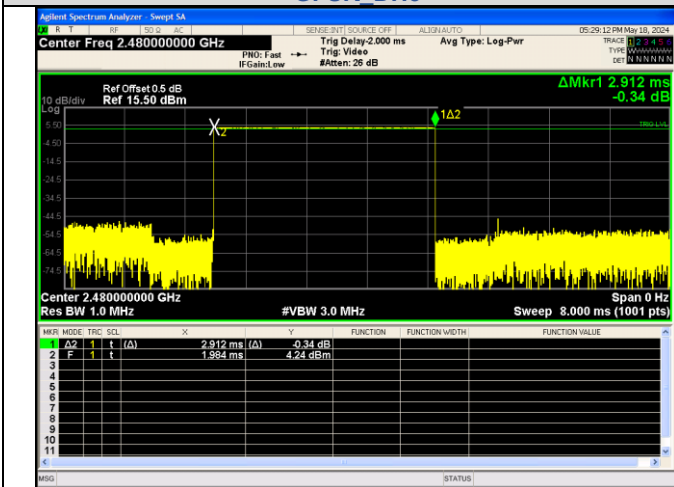 Agilent Spectrum Analyzer - Swept SA
R T RF 50 Ω AC SENSE:INT SOURCE OFF ALIGNAUTO 05:29:12 PM May 18, 2024
Center Freq 2.480000000 GHz
PNO: Fast
IFGain:Low
Trig Delay-2.000 ms
Trig: Video
#Atten: 26 dB
Avg Type: Log-Pwr
TRACE 1 2 3 4 5 6
TYPE WWWWWW
DET N N N N N N
ΔMkr1 2.912 ms
-0.34 dB
Ref Offset 0.5 dB
10 dB/div Ref 15.50 dBm
Log
5.50
-4.50
-14.5
-24.5
-34.5
-44.5
-54.5
-64.5
-74.5
X2
1Δ2
TRIG LVL
Center 2.480000000 GHz Span 0 Hz
Res BW 1.0 MHz #VBW 3.0 MHz Sweep 8.000 ms (1001 pts)
MKR MODE TRC SCL X Y FUNCTION FUNCTION WIDTH FUNCTION VALUE
1 Δ2 1 t (Δ) 2.912 ms (Δ) -0.34 dB
2 F 1 t 1.984 ms 4.24 dBm
3
4
5
6
7
8
9
10
11
MSG STATUS